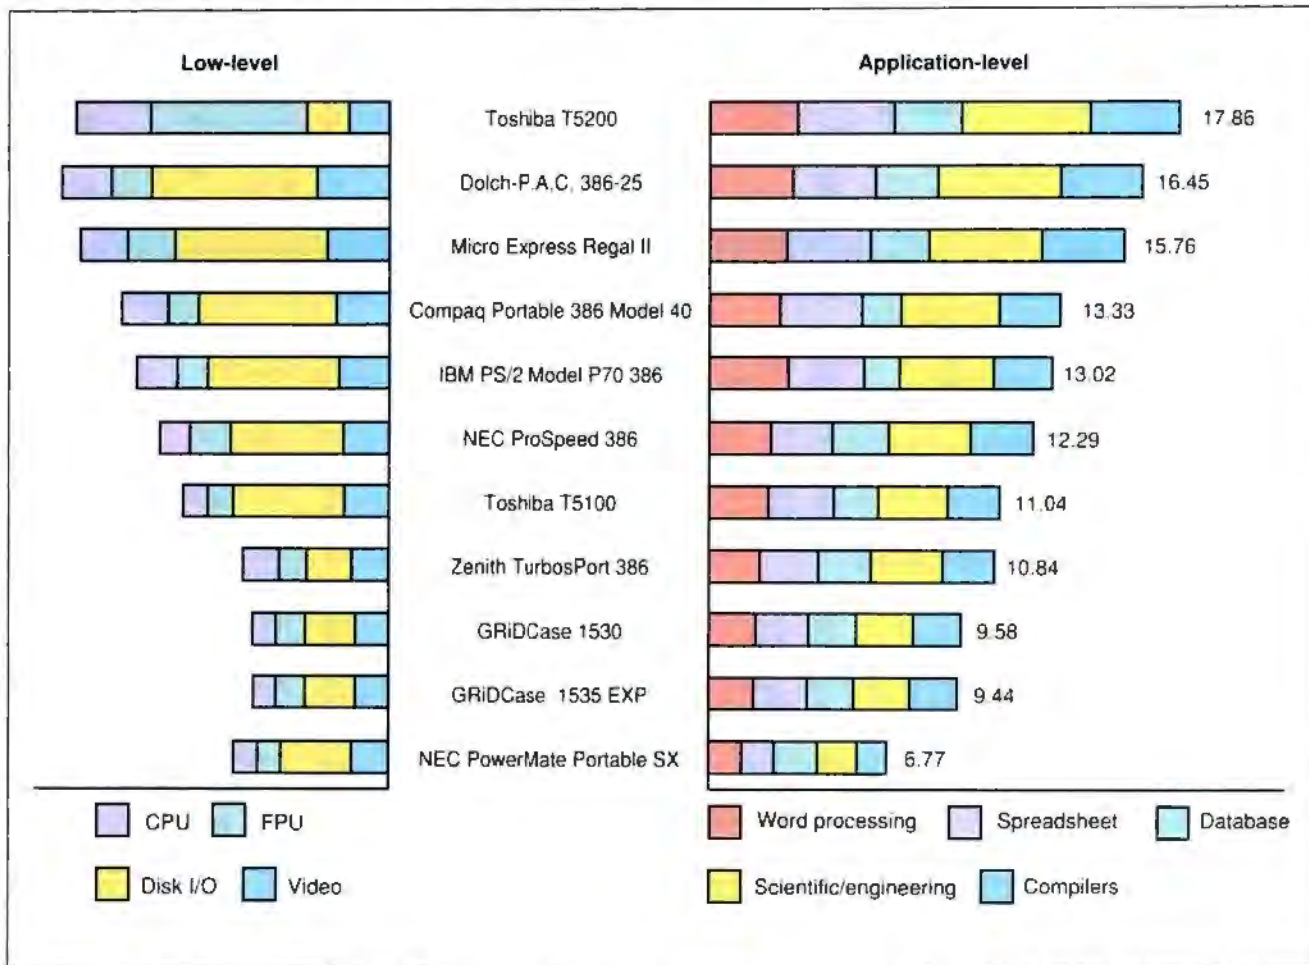 Low-level
Application-level
Toshiba T5200
17.86
Dolch-P.A.C. 386-25
16.45
Micro Express Regal II
15.76
Compaq Portable 386 Model 40
13.33
IBM PS/2 Model P70 386
13.02
NEC ProSpeed 386
12.29
Toshiba T5100
11.04
Zenith TurbosPort 386
10.84
GRiDCase 1530
9.58
GRiDCase 1535 EXP
9.44
NEC PowerMate Portable SX
6.77
CPU
FPU
Disk I/O
Video
Word processing
Spreadsheet
Database
Scientific/engineering
Compilers